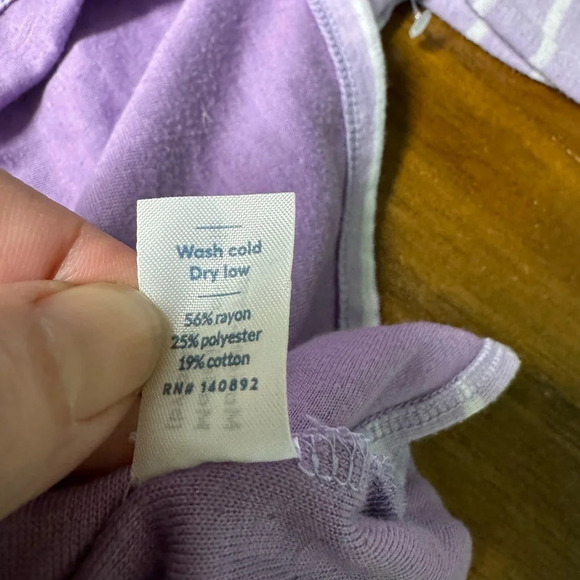 Wash cold
Dry low
56% rayon
25% polyester
19% cotton
RN# 140892